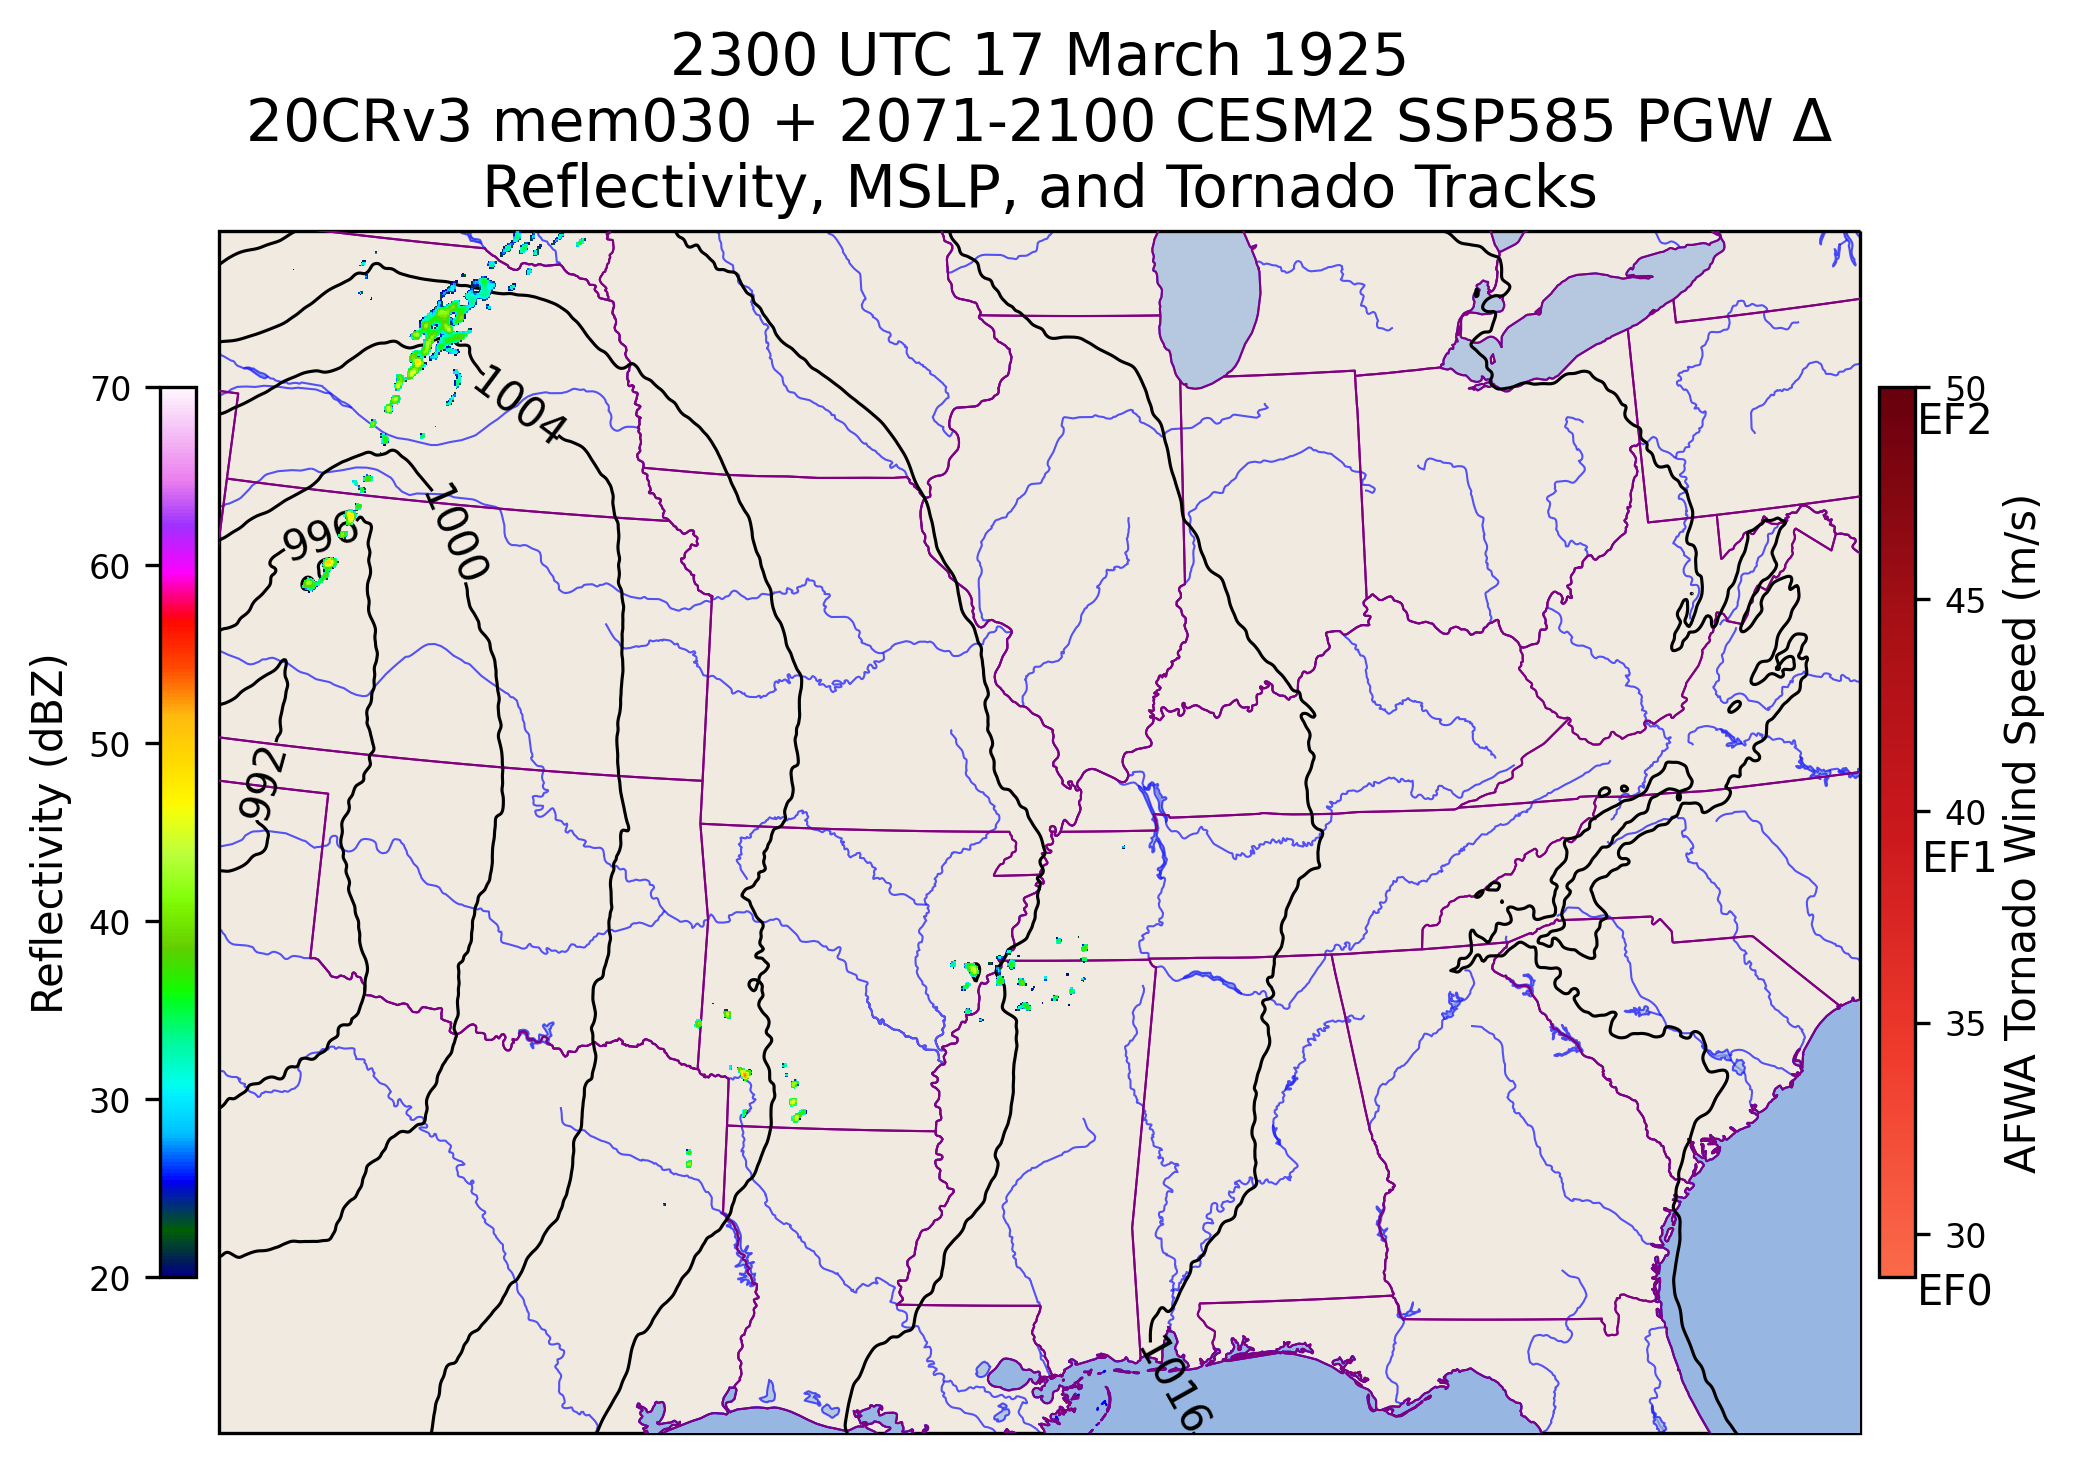 2300 UTC 17 March 1925
20CRv3 mem030 + 2071-2100 CESM2 SSP585 PGW Δ
Reflectivity, MSLP, and Tornado Tracks
70
60
50
40
30
20
Reflectivity (dBZ)
1004
1000
996
992
1016
50
EF2
45
40
EF1
35
30
EF0
AFWA Tornado Wind Speed (m/s)